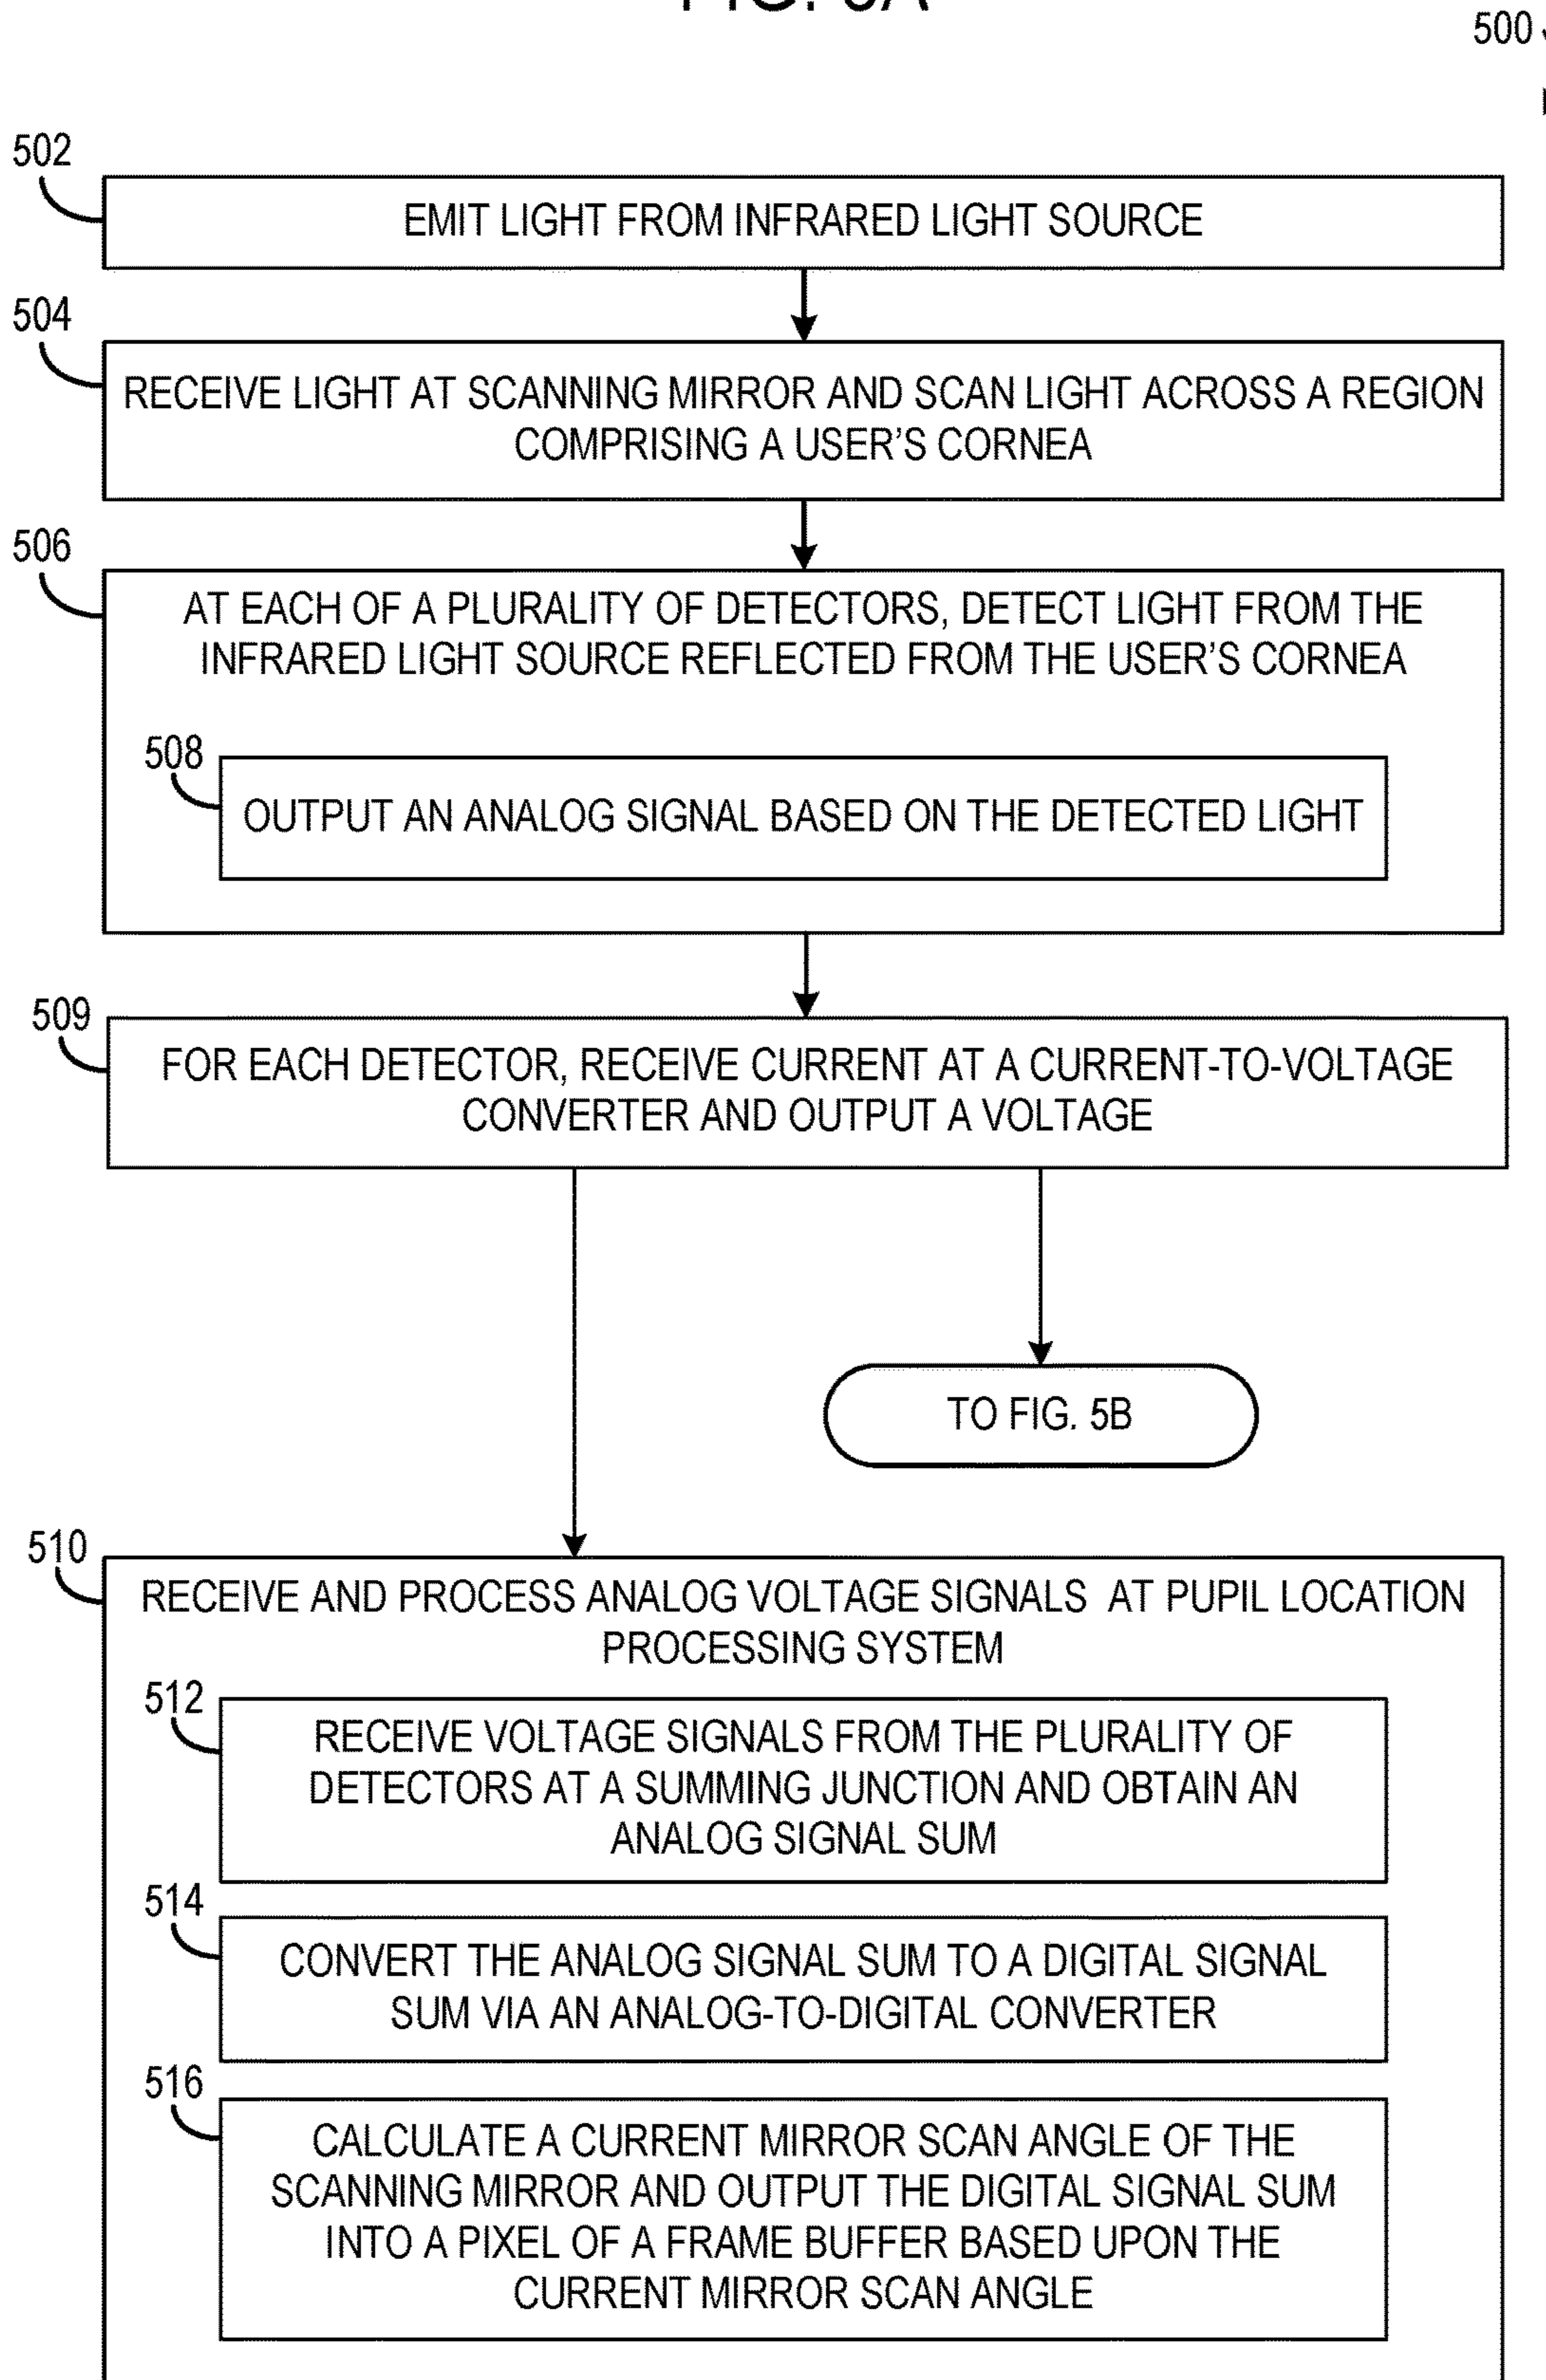 500
502
EMIT LIGHT FROM INFRARED LIGHT SOURCE
504
RECEIVE LIGHT AT SCANNING MIRROR AND SCAN LIGHT ACROSS A REGION
COMPRISING A USER'S CORNEA
506
AT EACH OF A PLURALITY OF DETECTORS, DETECT LIGHT FROM THE
INFRARED LIGHT SOURCE REFLECTED FROM THE USER'S CORNEA
508
OUTPUT AN ANALOG SIGNAL BASED ON THE DETECTED LIGHT
509
FOR EACH DETECTOR, RECEIVE CURRENT AT A CURRENT-TO-VOLTAGE
CONVERTER AND OUTPUT A VOLTAGE
TO FIG. 5B
510
RECEIVE AND PROCESS ANALOG VOLTAGE SIGNALS AT PUPIL LOCATION
PROCESSING SYSTEM
512
RECEIVE VOLTAGE SIGNALS FROM THE PLURALITY OF
DETECTORS AT A SUMMING JUNCTION AND OBTAIN AN
ANALOG SIGNAL SUM
514
CONVERT THE ANALOG SIGNAL SUM TO A DIGITAL SIGNAL
SUM VIA AN ANALOG-TO-DIGITAL CONVERTER
516
CALCULATE A CURRENT MIRROR SCAN ANGLE OF THE
SCANNING MIRROR AND OUTPUT THE DIGITAL SIGNAL SUM
INTO A PIXEL OF A FRAME BUFFER BASED UPON THE
CURRENT MIRROR SCAN ANGLE